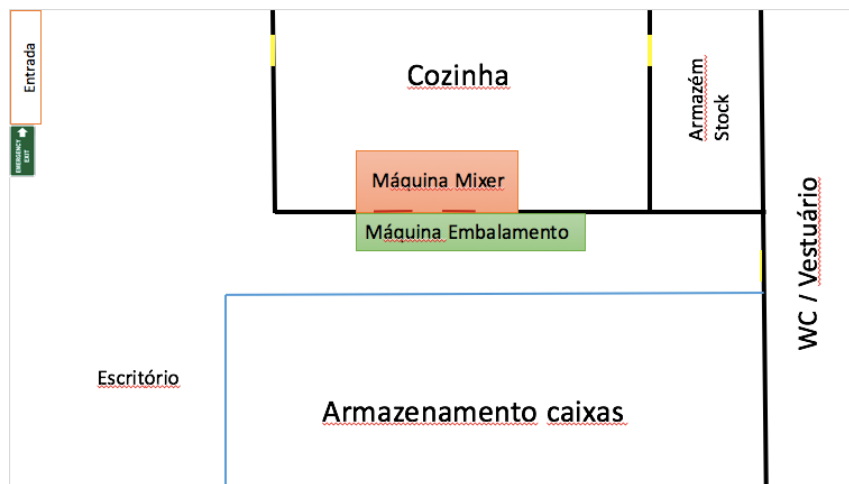 Entrada
EMERGENCY
EXIT
Cozinha
Armazém
Stock
Máquina Mixer
Máquina Embalamento
WC / Vestuário
Escritório
Armazenamento caixas